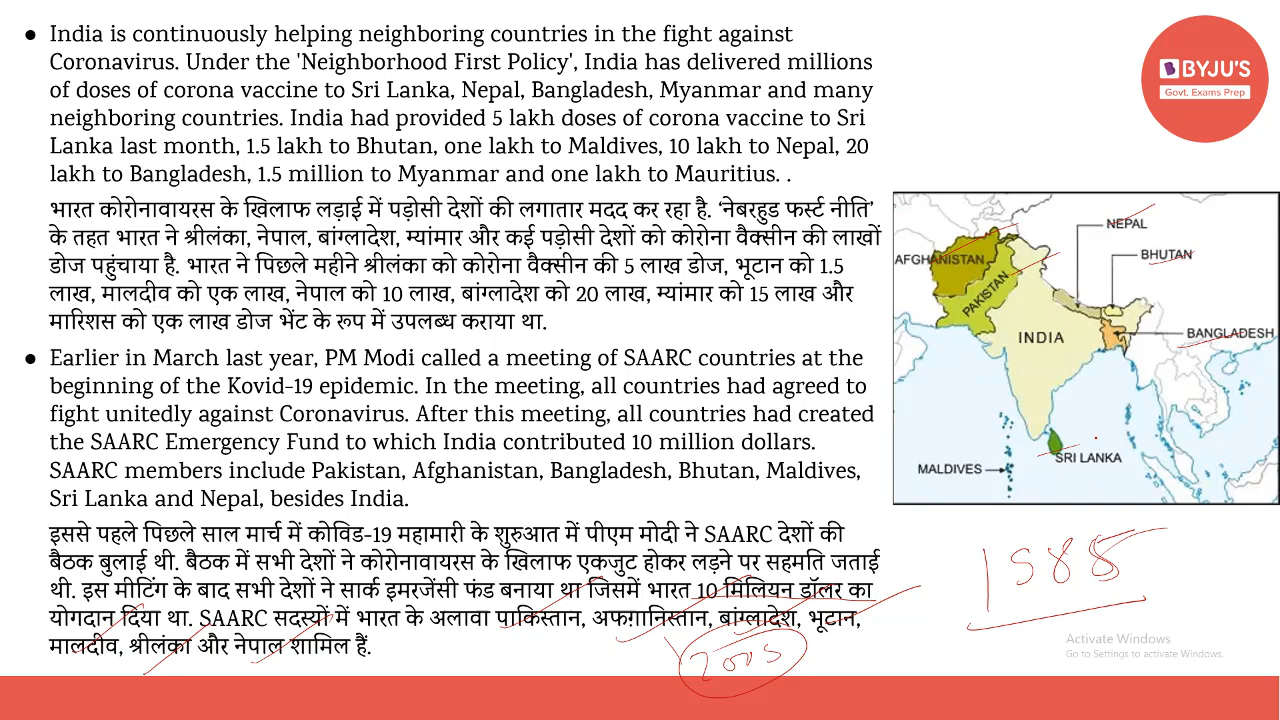 ● India is continuously helping neighboring countries in the fight against
Coronavirus. Under the 'Neighborhood First Policy', India has delivered millions
of doses of corona vaccine to Sri Lanka, Nepal, Bangladesh, Myanmar and many
neighboring countries. India had provided 5 lakh doses of corona vaccine to Sri
Lanka last month, 1.5 lakh to Bhutan, one lakh to Maldives, 10 lakh to Nepal, 20
lakh to Bangladesh, 1.5 million to Myanmar and one lakh to Mauritius. .
भारत कोरोनावायरस के खिलाफ लड़ाई में पड़ोसी देशों की लगातार मदद कर रहा है. ‘नेबरहुड फर्स्ट नीति’
के तहत भारत ने श्रीलंका, नेपाल, बांग्लादेश, म्यांमार और कई पड़ोसी देशों को कोरोना वैक्सीन की लाखों
डोज पहुंचाया है. भारत ने पिछले महीने श्रीलंका को कोरोना वैक्सीन की 5 लाख डोज, भूटान को 1.5
लाख, मालदीव को एक लाख, नेपाल को 10 लाख, बांग्लादेश को 20 लाख, म्यांमार को 15 लाख और
मारिशस को एक लाख डोज भेंट के रूप में उपलब्ध कराया था.
● Earlier in March last year, PM Modi called a meeting of SAARC countries at the
beginning of the Kovid-19 epidemic. In the meeting, all countries had agreed to
fight unitedly against Coronavirus. After this meeting, all countries had created
the SAARC Emergency Fund to which India contributed 10 million dollars.
SAARC members include Pakistan, Afghanistan, Bangladesh, Bhutan, Maldives,
Sri Lanka and Nepal, besides India.
इससे पहले पिछले साल मार्च में कोविड-19 महामारी के शुरुआत में पीएम मोदी ने SAARC देशों की
बैठक बुलाई थी. बैठक में सभी देशों ने कोरोनावायरस के खिलाफ एकजुट होकर लड़ने पर सहमति जताई
थी. इस मीटिंग के बाद सभी देशों ने सार्क इमरजेंसी फंड बनाया था जिसमें भारत 10 मिलियन डॉलर का
योगदान दिया था. SAARC सदस्यों में भारत के अलावा पाकिस्तान, अफग़ानिस्तान, बांग्लादेश, भूटान,
मालदीव, श्रीलंका और नेपाल शामिल हैं.
2005
BYJU'S
Govt. Exams Prep
NEPAL
BHUTAN
AFGHANISTAN
PAKISTAN
INDIA
BANGLADESH
SRI LANKA
MALDIVES
1985
Activate Windows
Go to Settings to activate Windows.